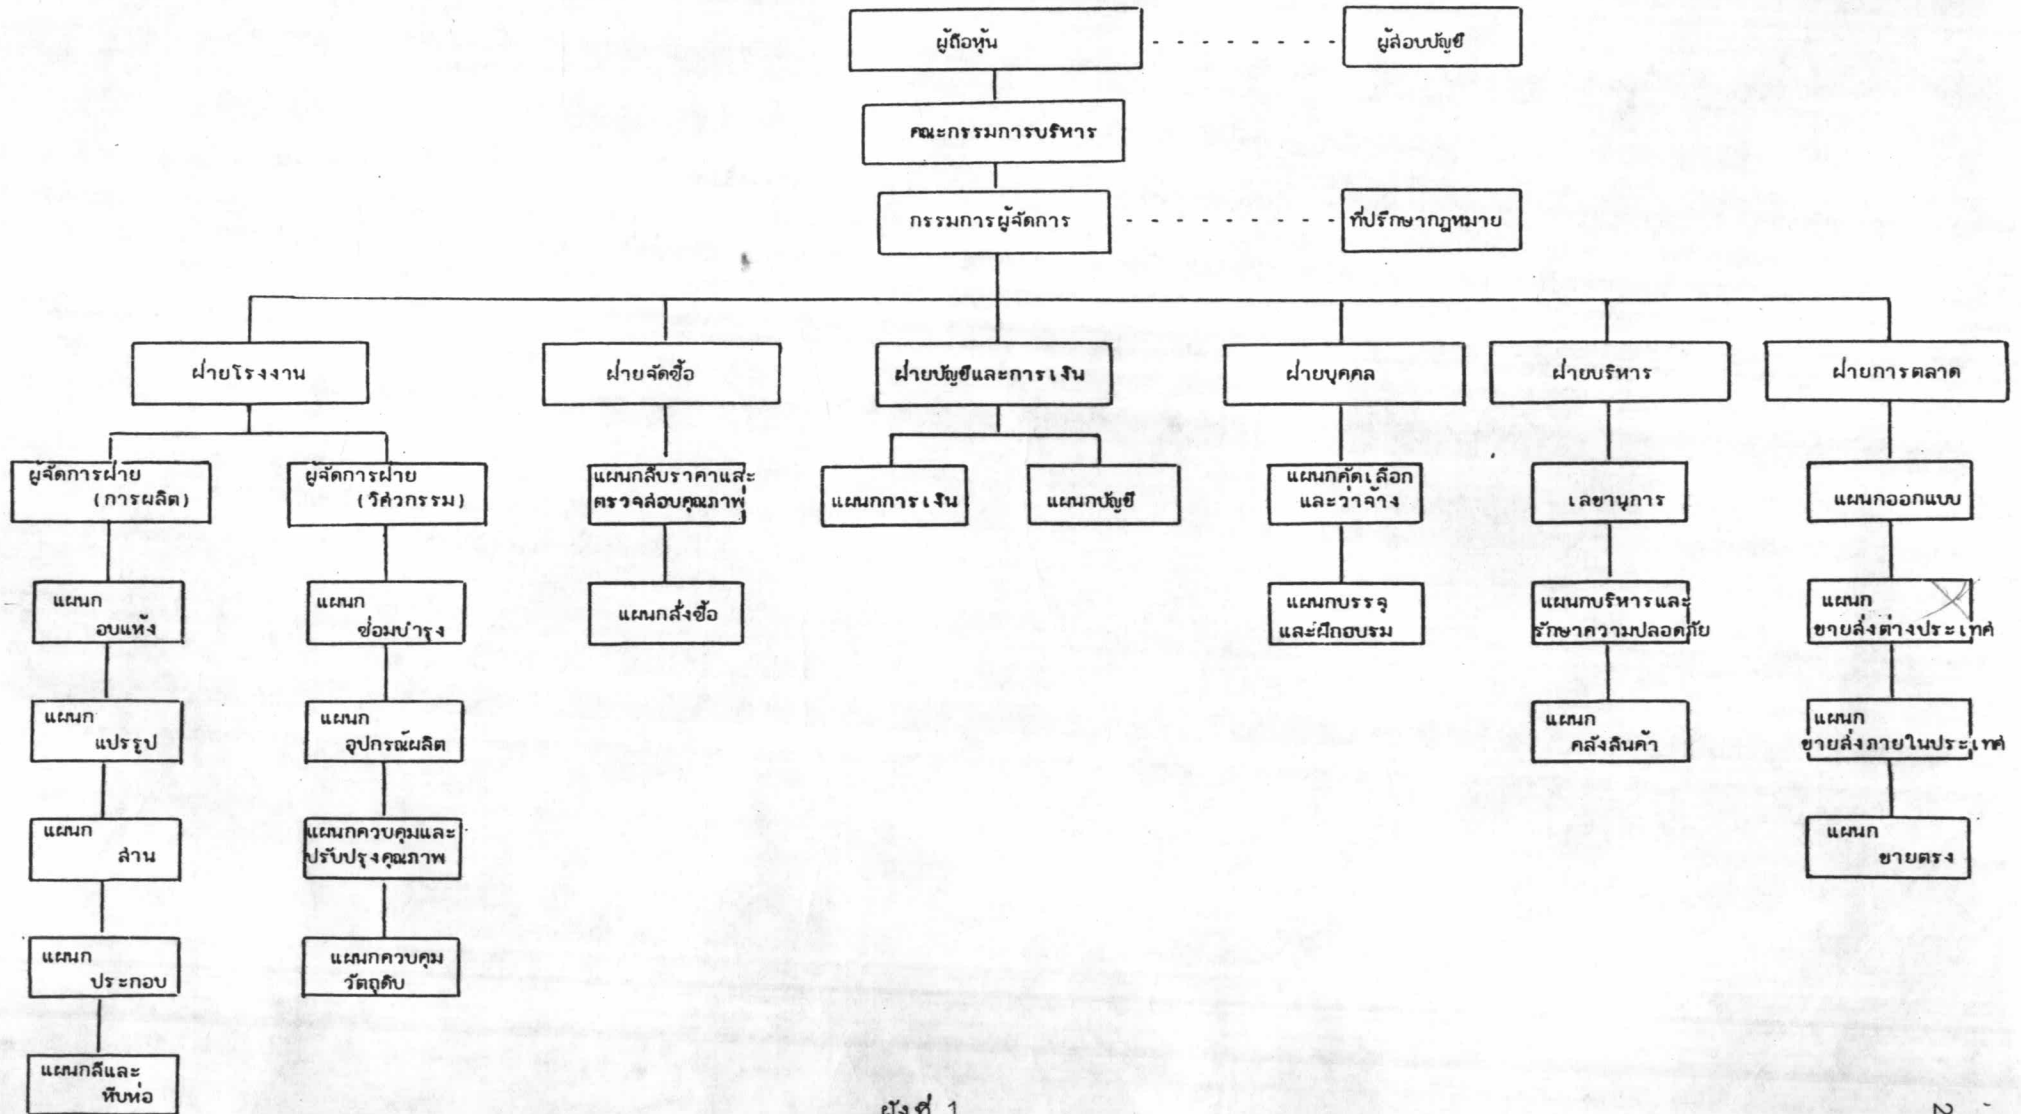 ผู้ถือหุ้น
ผู้สอบบัญชี
คณะกรรมการบริหาร
กรรมการผู้จัดการ
ที่ปรึกษากฎหมาย
ฝ่ายโรงงาน
ฝ่ายจัดซื้อ
ฝ่ายบัญชีและการเงิน
ฝ่ายบุคคล
ฝ่ายบริหาร
ฝ่ายการตลาด
ผู้จัดการฝ่าย
(การผลิต)
ผู้จัดการฝ่าย
(วิศวกรรม)
แผนกสืบราคาและ
ตรวจสอบคุณภาพ
แผนกการเงิน
แผนกบัญชี
แผนกคัดเลือก
และว่าจ้าง
เลขานุการ
แผนกออกแบบ
แผนก
อบแห้ง
แผนก
ซ่อมบำรุง
แผนกสั่งซื้อ
แผนกบรรจุ
และฝึกอบรม
แผนกบริหารและ
รักษาความปลอดภัย
แผนก
ขายส่งต่างประเทศ
แผนก
แปรรูป
แผนก
อุปกรณ์ผลิต
แผนก
คลังสินค้า
แผนก
ขายส่งภายในประเทศ
แผนก
ล่าน
แผนกควบคุมและ
ปรับปรุงคุณภาพ
แผนก
ขายตรง
แผนก
ประกอบ
แผนกควบคุม
วัตถุดิบ
แผนกสีและ
หีบห่อ
ผังที่ 1